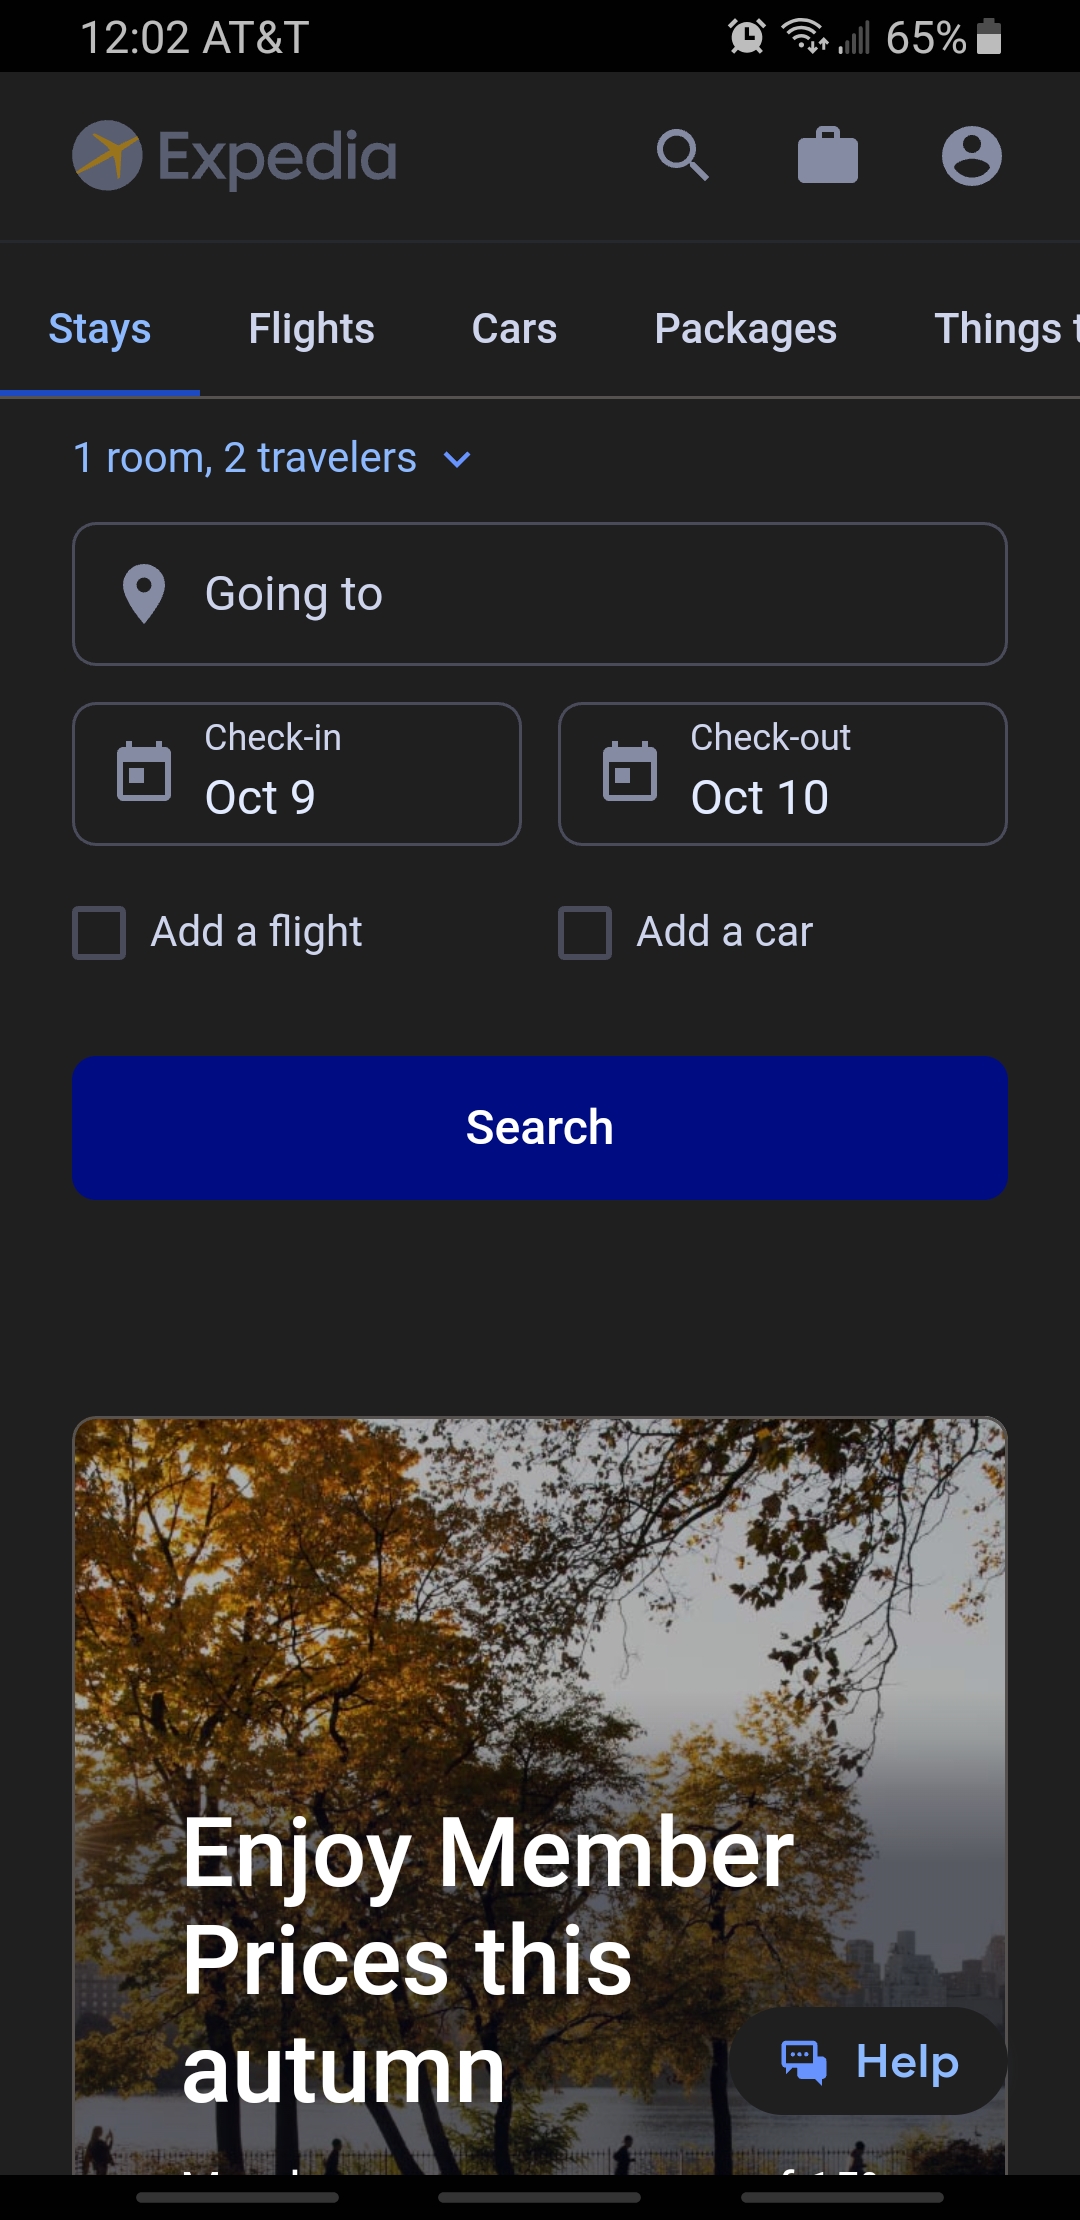 12:02 AT&T 65%
Expedia
Stays Flights Cars Packages Things
1 room, 2 travelers
Going to
Check-in Check-out
Oct 9 Oct 10
Add a flight Add a car
Search
Enjoy Member
Prices this
autumn
Help